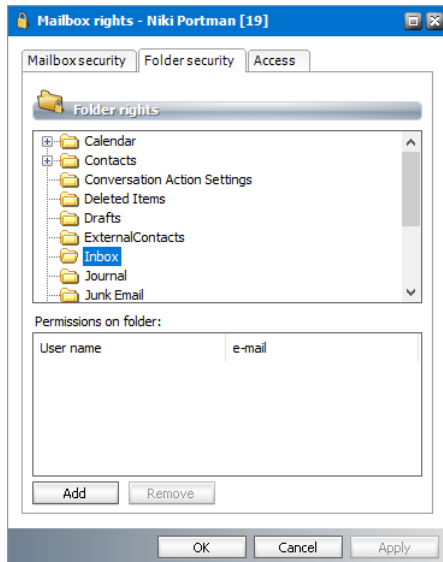 Mailbox rights - Niki Portman [19]
Mailbox security Folder security Access
Folder rights
Calendar
Contacts
Conversation Action Settings
Deleted Items
Drafts
ExternalContacts
Inbox
Journal
Junk Email
Permissions on folder:
User name e-mail
Add Remove
OK Cancel Apply